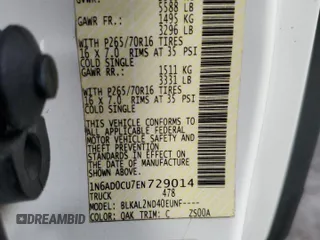 GVWR: 5588 LB
GAWR FR: 1495 KG
3296 LB
WITH P265/70R16 TIRES
16 X 7.0 RIMS AT 35 PSI
COLD SINGLE
GAWR RR: 1511 KG
3331 LB
WITH P265/70R16 TIRES
16 X 7.0 RIMS AT 35 PSI
COLD SINGLE
THIS VEHICLE CONFORMS TO ALL
APPLICABLE FEDERAL MOTOR
VEHICLE SAFETY AND
THEFT PREVENTION STANDARDS
IN EFFECT ON THE
DATE OF MANUFACTURE
SHOWN ABOVE
1N6AD0CU7EN729014
TRUCK 478
MODEL: BLKAL2ND40EUNF----
COLOR: QAK TRIM: C ZS00A
AUTOBIDMASTER